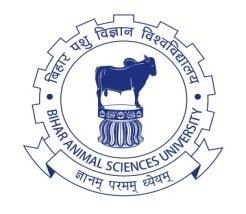 बिहार पशु विज्ञान विश्वविद्यालय
BIHAR ANIMAL SCIENCES UNIVERSITY
ज्ञानम् परमम् ध्येयम्